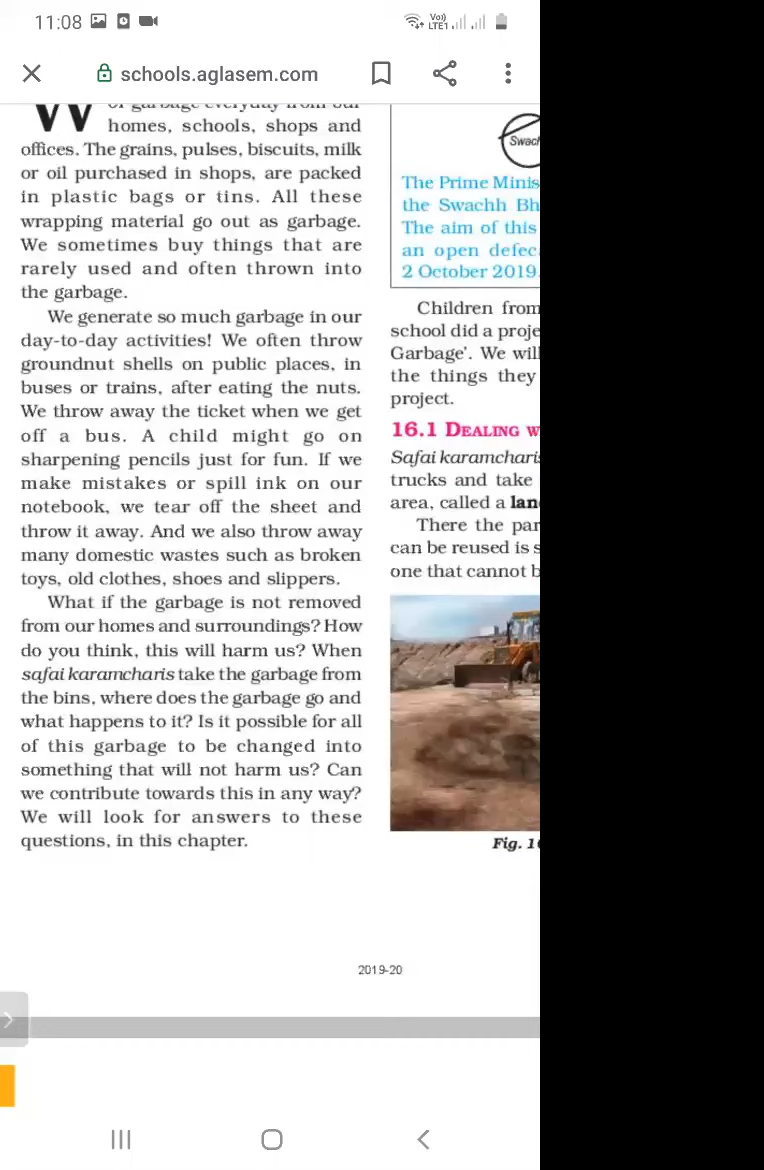 11:08
Vo)
LTE1
schools.aglasem.com
W of garbage everyday from our
homes, schools, shops and
offices. The grains, pulses, biscuits, milk
or oil purchased in shops, are packed
in plastic bags or tins. All these
wrapping material go out as garbage.
We sometimes buy things that are
rarely used and often thrown into
the garbage.
We generate so much garbage in our
day-to-day activities! We often throw
groundnut shells on public places, in
buses or trains, after eating the nuts.
We throw away the ticket when we get
off a bus. A child might go on
sharpening pencils just for fun. If we
make mistakes or spill ink on our
notebook, we tear off the sheet and
throw it away. And we also throw away
many domestic wastes such as broken
toys, old clothes, shoes and slippers.
What if the garbage is not removed
from our homes and surroundings? How
do you think, this will harm us? When
safai karamcharis take the garbage from
the bins, where does the garbage go and
what happens to it? Is it possible for all
of this garbage to be changed into
something that will not harm us? Can
we contribute towards this in any way?
We will look for answers to these
questions, in this chapter.
Swach
The Prime Minis
the Swachh Bh
The aim of this
an open defec
2 October 2019.
Children from
school did a proje
Garbage'. We will
the things they
project.
16.1 DEALING W
Safai karamcharis
trucks and take
area, called a lan
There the par
can be reused is s
one that cannot b
Fig. 16
2019-20